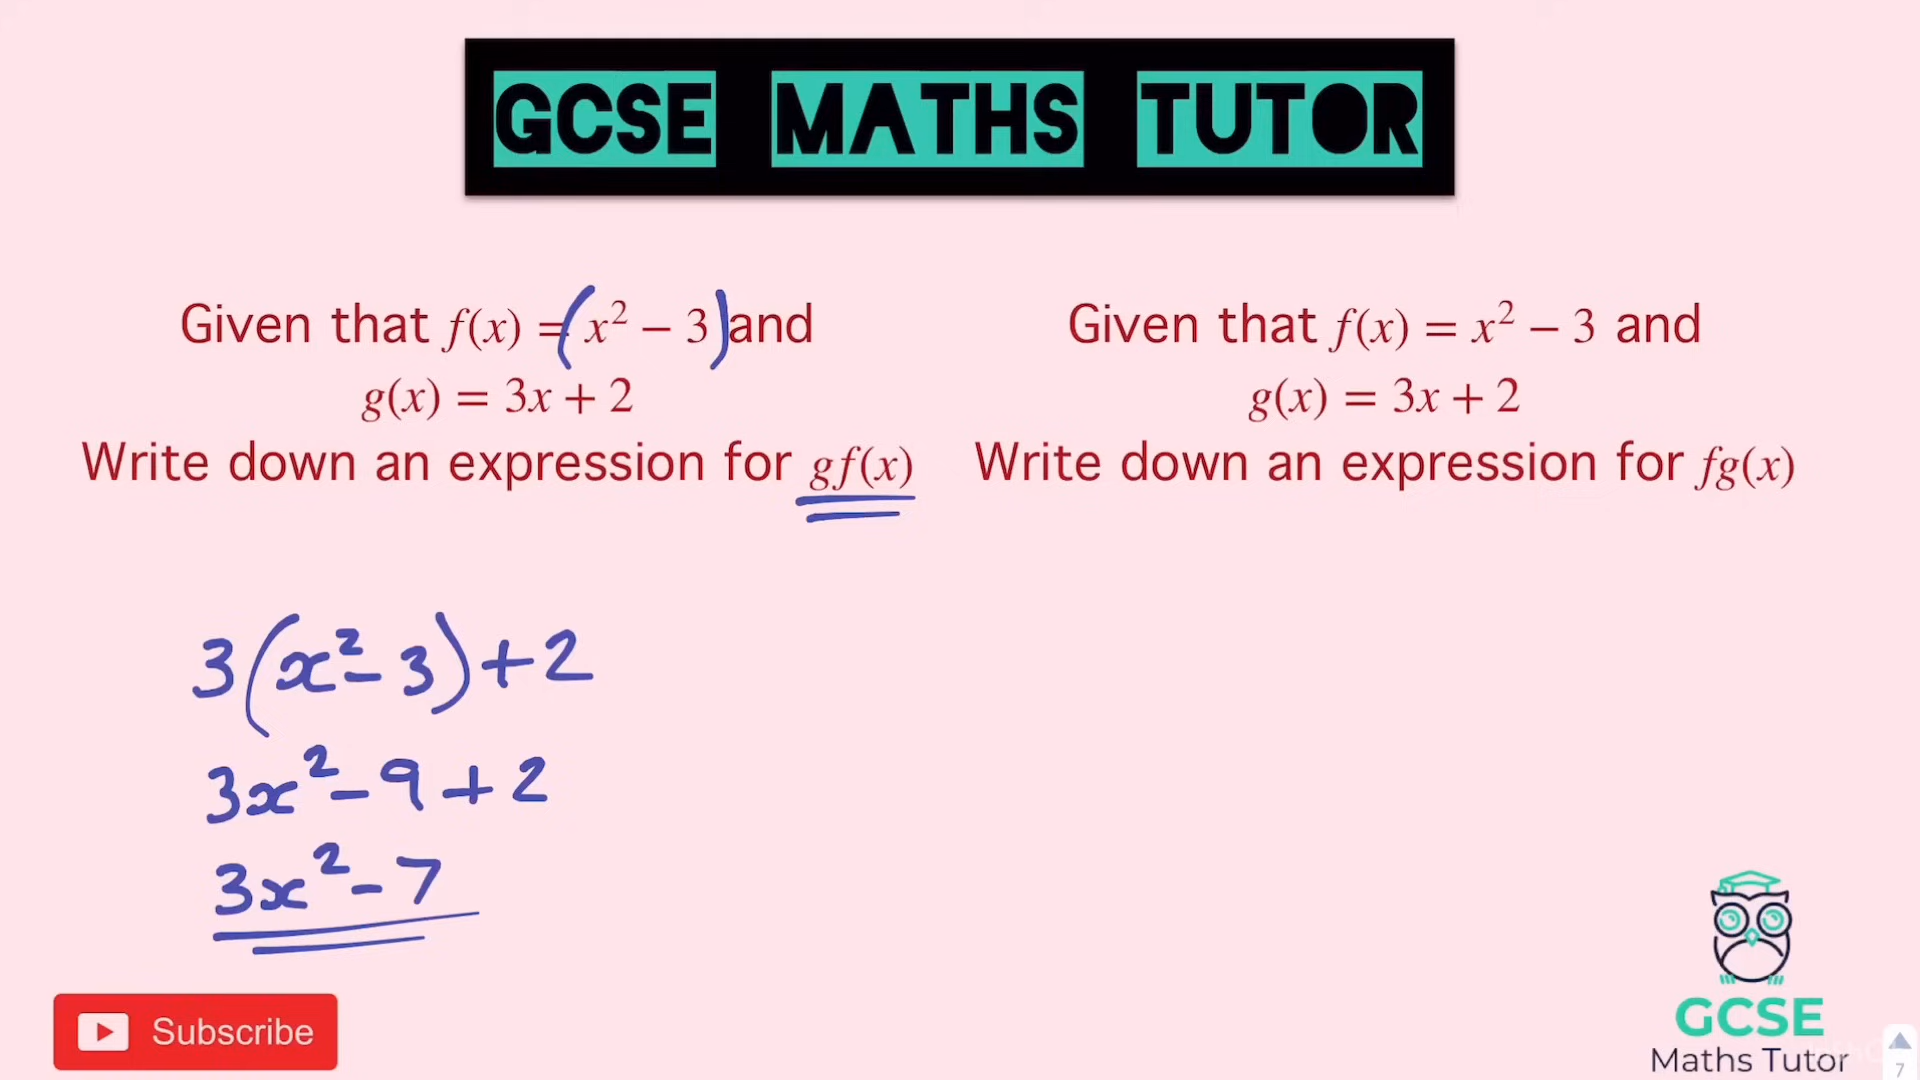 GCSE MATHS TUTOR
Given that f(x) = (x² − 3) and
g(x) = 3x + 2
Write down an expression for gf(x)
3(x² − 3) + 2
3x² − 9 + 2
3x² − 7
Given that f(x) = x² − 3 and
g(x) = 3x + 2
Write down an expression for fg(x)
Subscribe
GCSE
Maths Tutor
7